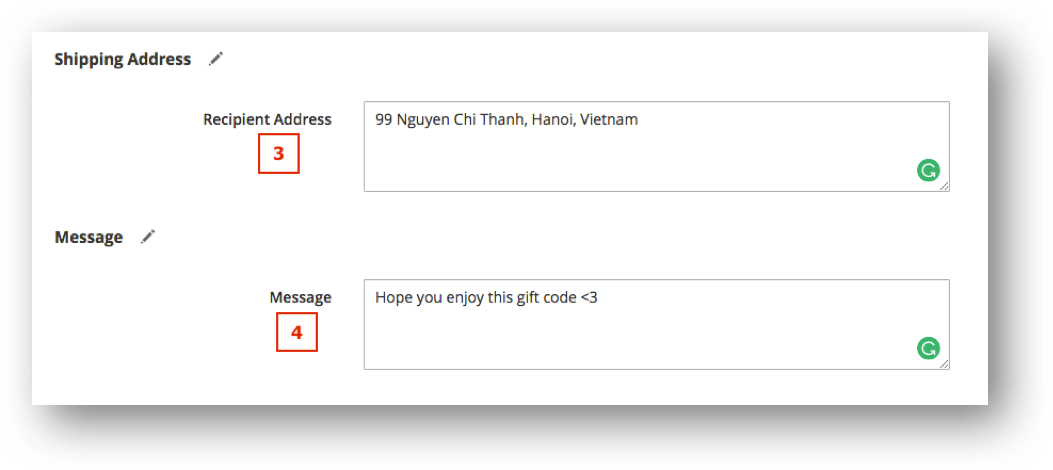 Shipping Address
Recipient Address
99 Nguyen Chi Thanh, Hanoi, Vietnam
3
Message
Message
Hope you enjoy this gift code <3
4